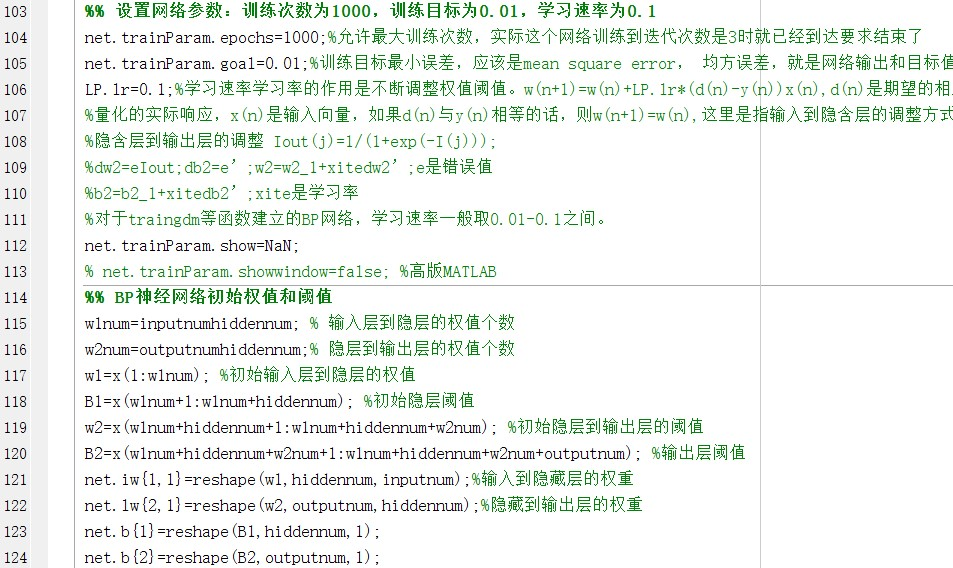 103 %% 设置网络参数: 训练次数为1000, 训练目标为0.01, 学习速率为0.1
104 net.trainParam.epochs=1000;%允许最大训练次数, 实际这个网络训练到迭代次数是3时就已经到达要求结束了
105 net.trainParam.goal=0.01;%训练目标最小误差, 应该是mean square error, 均方误差, 就是网络输出和目标值
106 LP.lr=0.1;%学习速率学习率的作用是不断调整权值阈值。w(n+1)=w(n)+LP.lr*(d(n)-y(n))x(n),d(n)是期望的相
107 %量化的实际响应, x(n)是输入向量, 如果d(n)与y(n)相等的话, 则w(n+1)=w(n),这里是指输入到隐含层的调整方式
108 %隐含层到输出层的调整 Iout(j)=1/(1+exp(-I(j)));
109 %dw2=eIout;db2=e’;w2=w2_1+xitedw2’;e是错误值
110 %b2=b2_1+xitedb2’;xite是学习率
111 %对于traingdm等函数建立的BP网络, 学习速率一般取0.01-0.1之间。
112 net.trainParam.show=NaN;
113 % net.trainParam.showwindow=false; %高版MATLAB
114 %% BP神经网络初始权值和阈值
115 w1num=inputnumhiddennum; % 输入层到隐层的权值个数
116 w2num=outputnumhiddennum;% 隐层到输出层的权值个数
117 w1=x(1:w1num); %初始输入层到隐层的权值
118 B1=x(w1num+1:w1num+hiddennum); %初始隐层阈值
119 w2=x(w1num+hiddennum+1:w1num+hiddennum+w2num); %初始隐层到输出层的阈值
120 B2=x(w1num+hiddennum+w2num+1:w1num+hiddennum+w2num+outputnum); %输出层阈值
121 net.iw{1,1}=reshape(w1,hiddennum,inputnum);%输入到隐藏层的权重
122 net.lw{2,1}=reshape(w2,outputnum,hiddennum);%隐藏到输出层的权重
123 net.b{1}=reshape(B1,hiddennum,1);
124 net.b{2}=reshape(B2,outputnum,1);